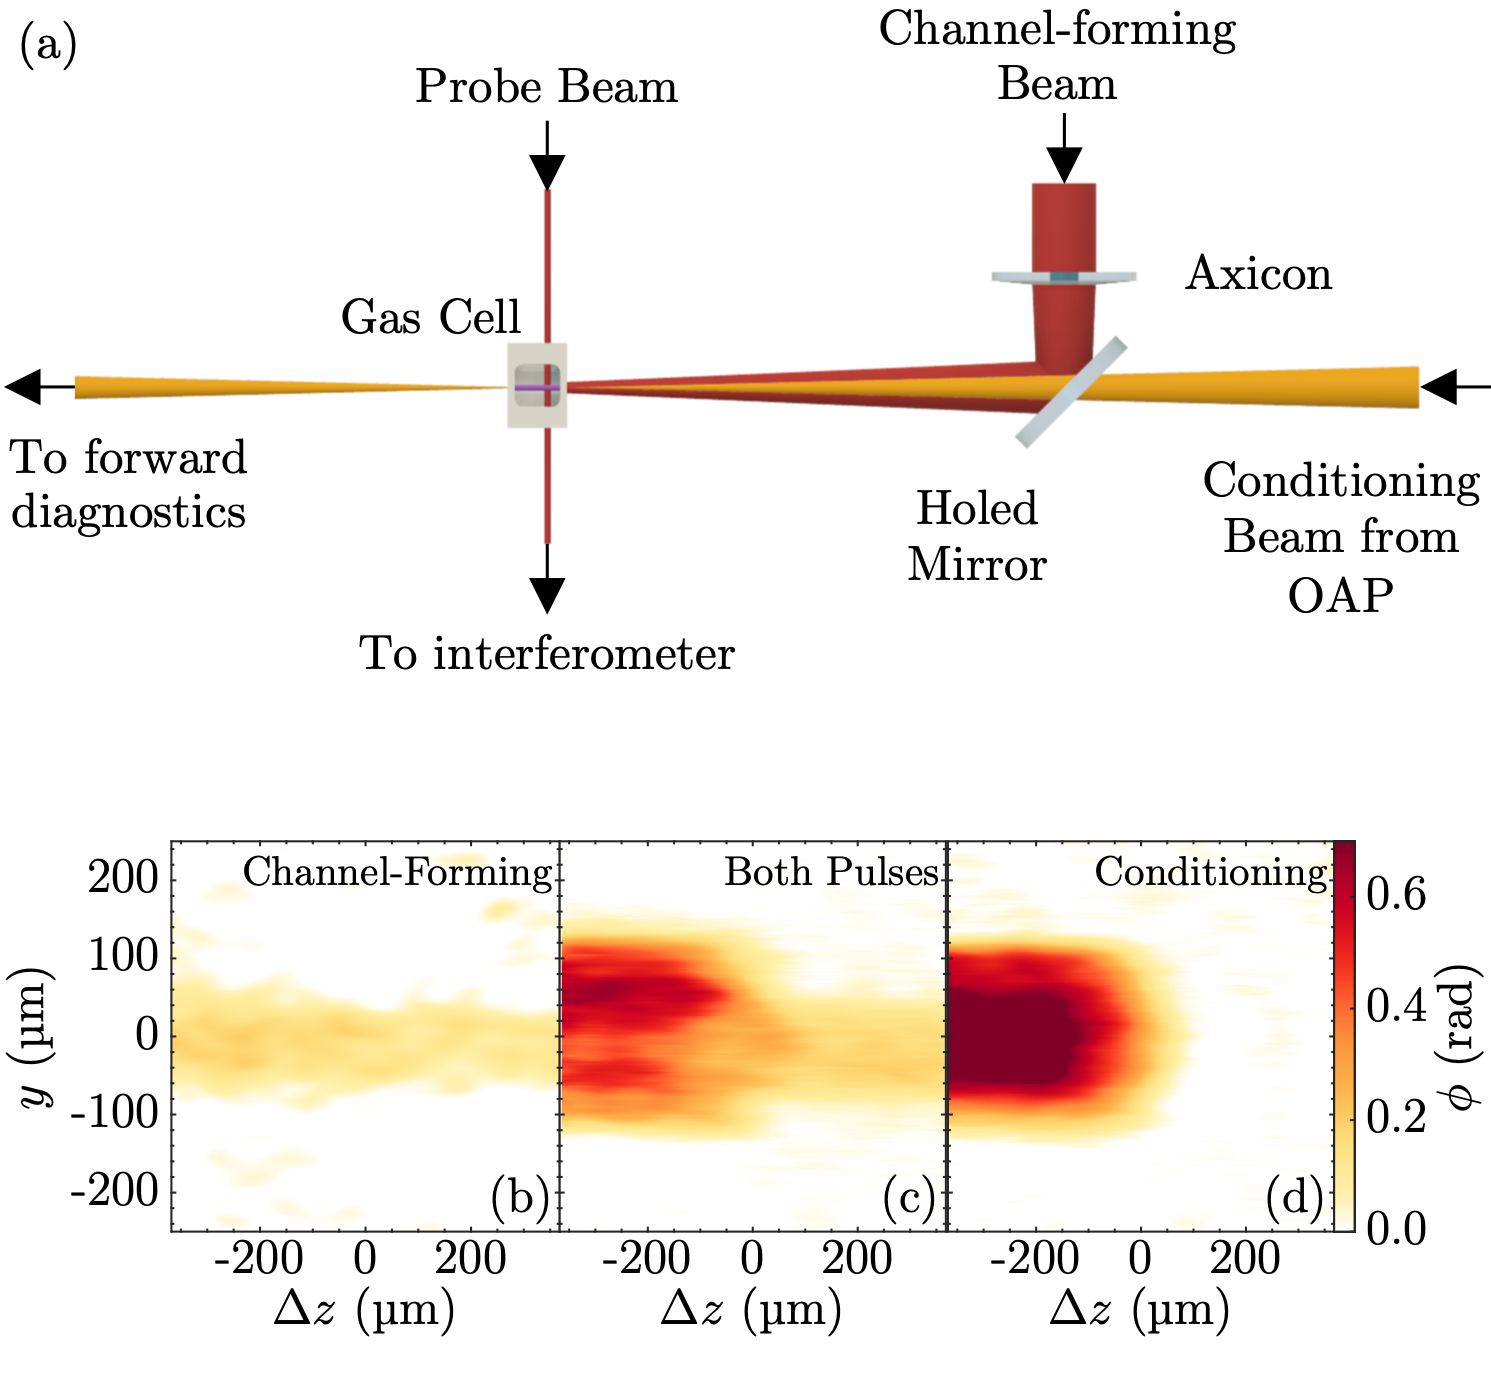 (a)
Channel-forming
Beam
Probe Beam
Axicon
Gas Cell
To forward
diagnostics
Conditioning
Beam from
OAP
Holed
Mirror
To interferometer
Channel-Forming
Both Pulses
Conditioning
200
100
0
-100
-200
y (µm)
(b)
(c)
(d)
0.6
0.4
0.2
0.0
ϕ (rad)
-200 0 200
-200 0 200
-200 0 200
Δz (µm)
Δz (µm)
Δz (µm)